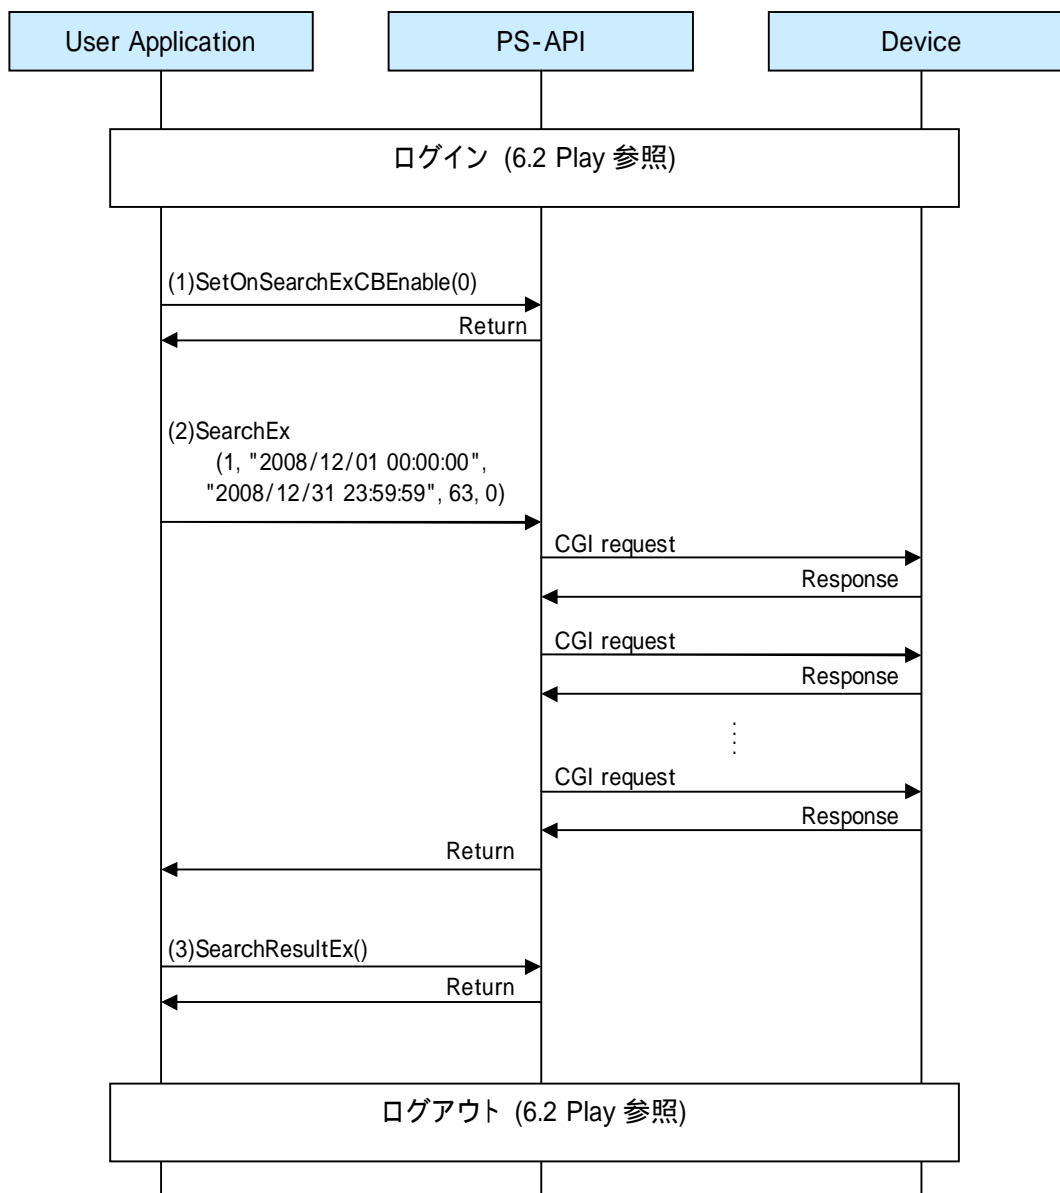 User Application
PS-API
Device
ログイン (6.2 Play 参照)
(1)SetOnSearchExCBEnable(0)
Return
(2)SearchEx
(1, "2008/12/01 00:00:00",
"2008/12/31 23:59:59", 63, 0)
CGI request
Response
CGI request
Response
CGI request
Response
Return
(3)SearchResultEx()
Return
ログアウト (6.2 Play 参照)